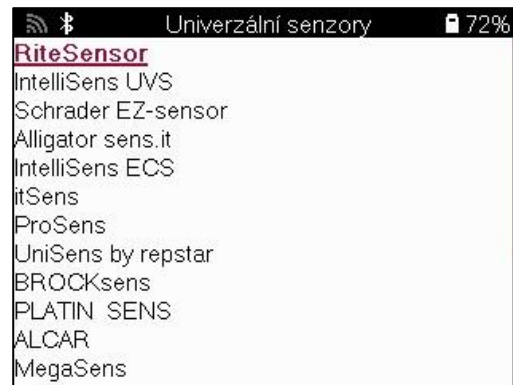 Univerzální senzory 72%
RiteSensor
IntelliSens UVS
Schrader EZ-sensor
Alligator sens.it
IntelliSens ECS
itSens
ProSens
UniSens by repstar
BROCKsens
PLATIN SENS
ALCAR
MegaSens